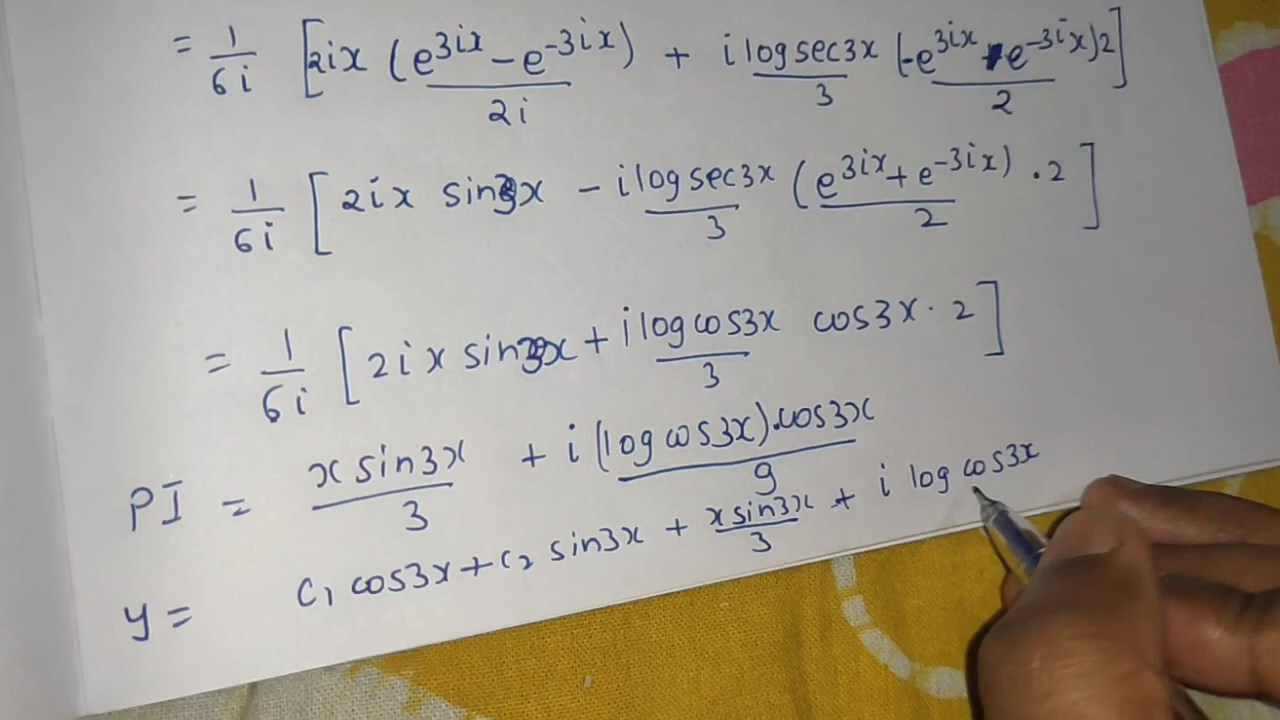 = 1/6i [2ix (e^3ix - e^-3ix)/2i + i log sec3x/3 (-e^3ix - e^-3ix)2/2]
= 1/6i [2ix sin3x - i log sec3x/3 (e^3ix + e^-3ix)/2 . 2]
= 1/6i [2ix sin3x + i log cos3x/3 cos3x . 2]
PI = x sin3x/3 + i (log cos3x).cos3x/9
y = C₁ cos3x + C₂ sin3x + x sin3x/3 + i log cos3x